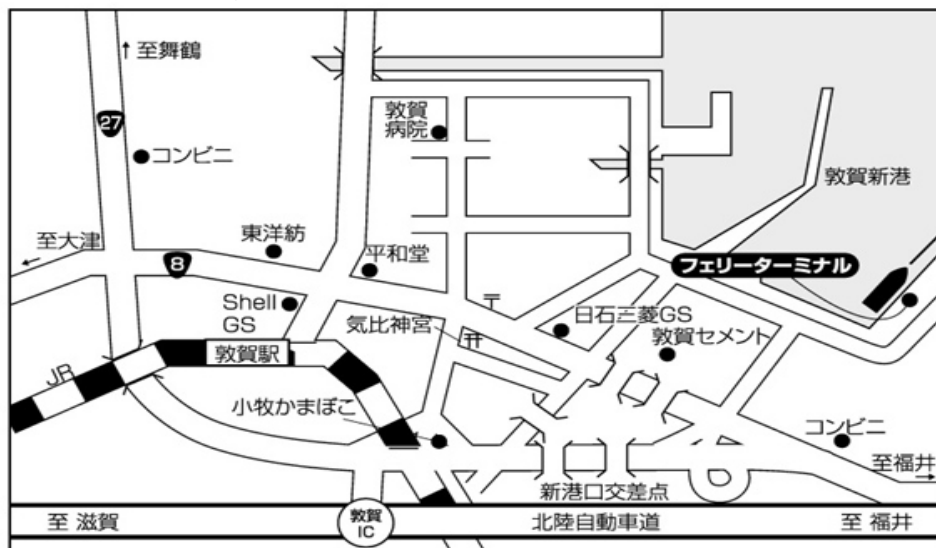 至舞鶴
27
コンビニ
敦賀
病院
敦賀新港
至大津
東洋紡
8
平和堂
フェリーターミナル
Shell
GS
〒
気比神宮
日石三菱GS
敦賀セメント
JR
敦賀駅
小牧かまぼこ
コンビニ
至福井
新港口交差点
至 滋賀
敦賀
IC
北陸自動車道
至 福井